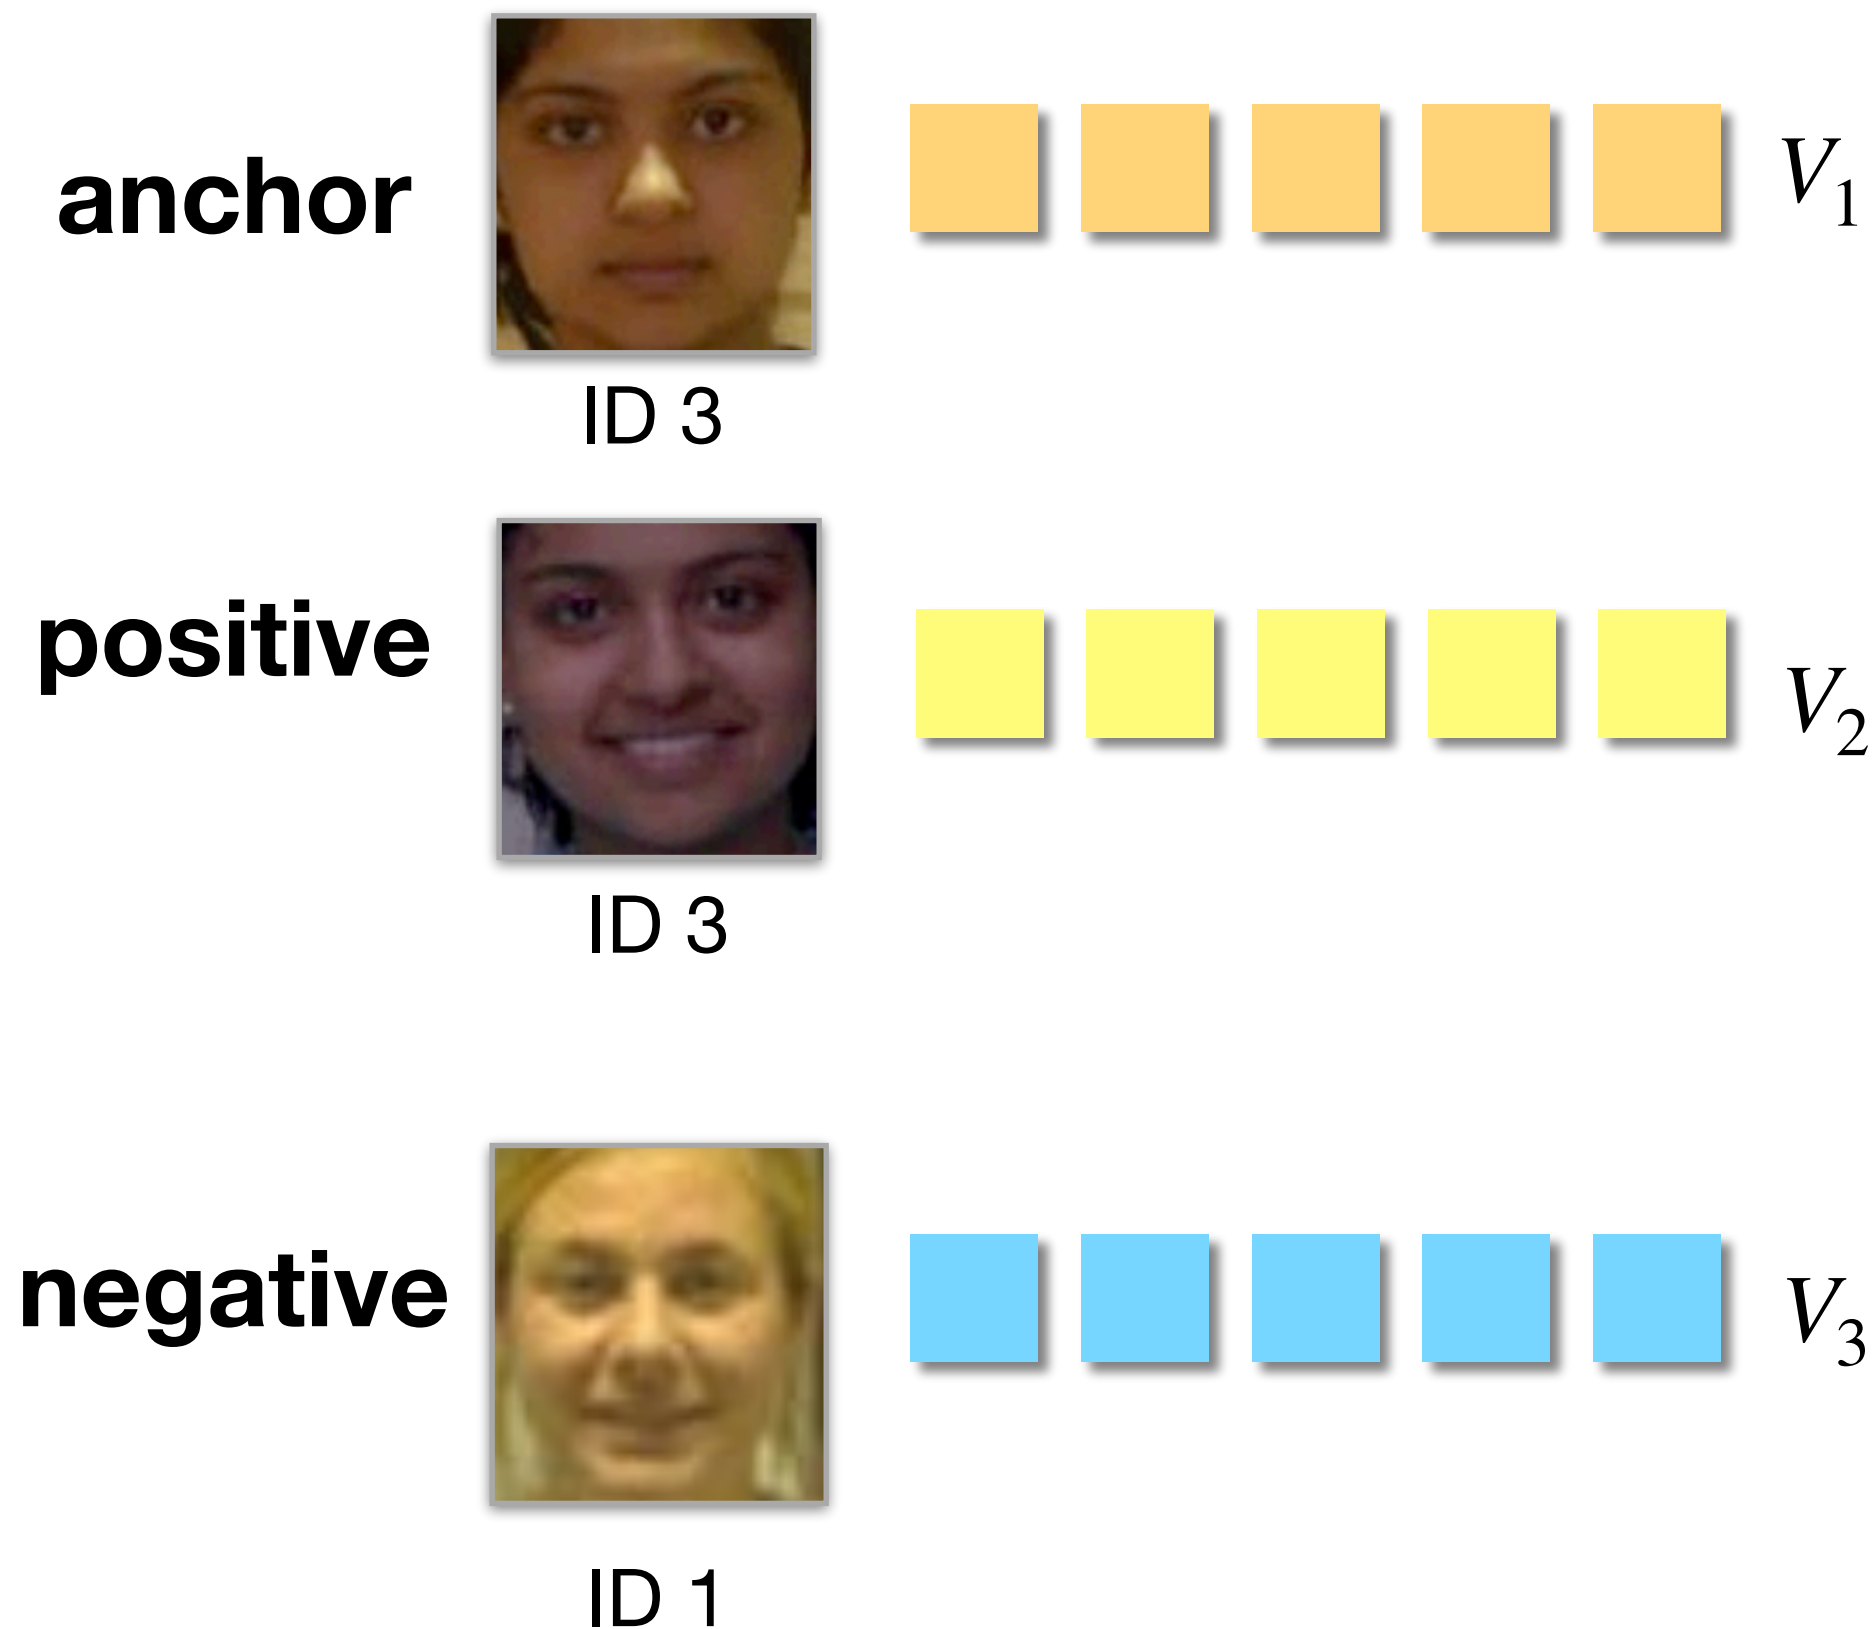 anchor
V₁
ID 3
positive
V₂
ID 3
negative
V₃
ID 1